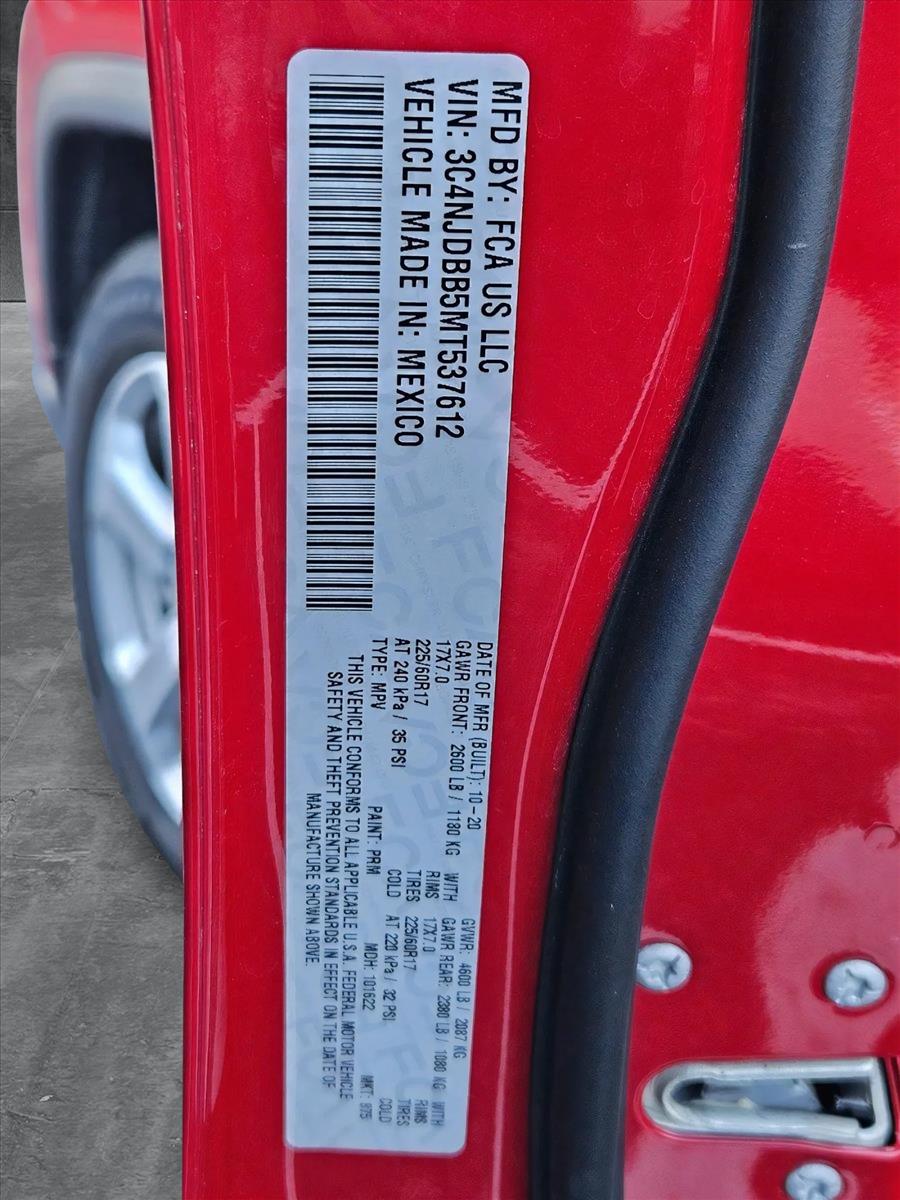 MFD BY: FCA US LLC
VIN: 3C4NJDBB5MT537612
VEHICLE MADE IN: MEXICO
DATE OF MFR (BUILT): 10-20 GVWR: 4600 LB / 2087 KG
GAWR FRONT: 2600 LB / 1180 KG WITH GAWR REAR: 2380 LB / 1080 KG WITH
17X7.0 RIMS 17X7.0 RIMS
225/60R17 TIRES 225/60R17 TIRES
AT 240 kPa / 35 PSI COLD AT 220 kPa / 32 PSI COLD
TYPE: MPV PAINT: PRM MDH: 101622 MKT: 975
THIS VEHICLE CONFORMS TO ALL APPLICABLE U.S.A. FEDERAL MOTOR VEHICLE
SAFETY AND THEFT PREVENTION STANDARDS IN EFFECT ON THE DATE OF
MANUFACTURE SHOWN ABOVE.